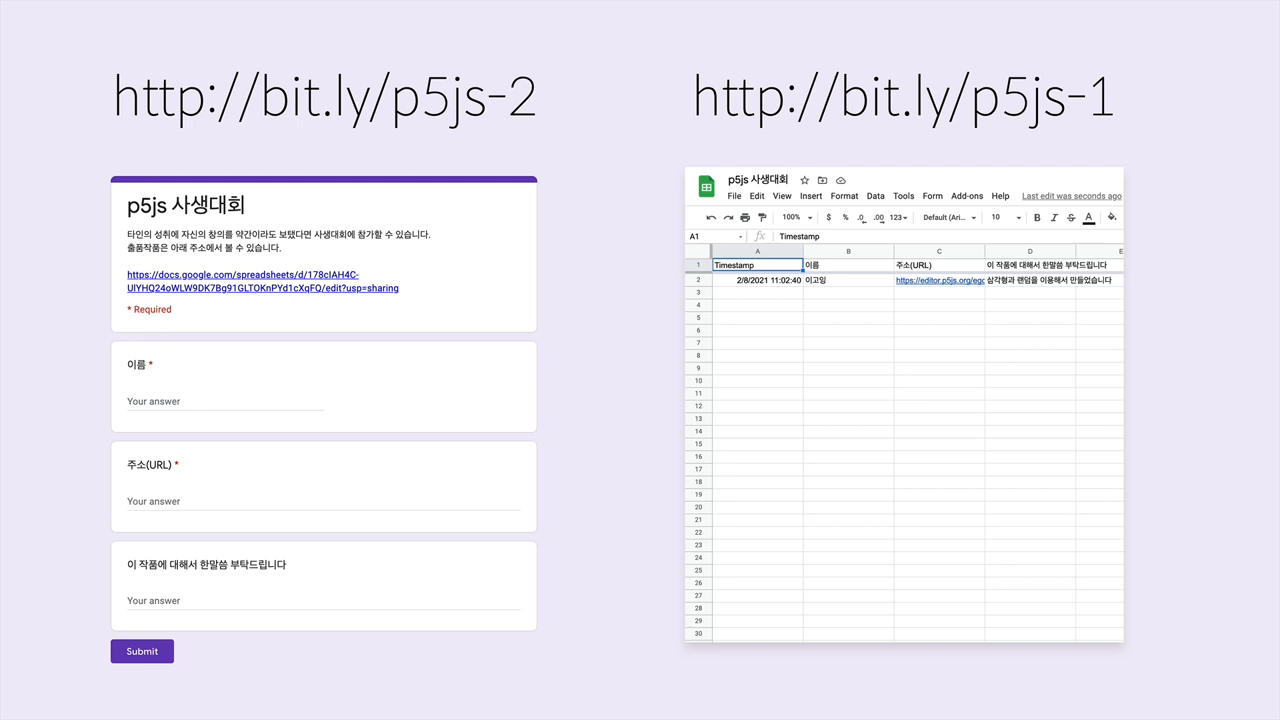 http://bit.ly/p5js-2
p5js 사생대회
타인의 성취에 자신의 창의를 약간이라도 보탰다면 사생대회에 참가할 수 있습니다.
출품작품은 아래 주소에서 볼 수 있습니다.
https://docs.google.com/spreadsheets/d/178cIAH4C-
UlYHQ24oWLW9DK7Bg91GLTOKnPYd1cXqFQ/edit?usp=sharing
* Required
이름 *
Your answer
주소(URL) *
Your answer
이 작품에 대해서 한말씀 부탁드립니다
Your answer
Submit
http://bit.ly/p5js-1
p5js 사생대회
File Edit View Insert Format Data Tools Form Add-ons Help Last edit was seconds ago
100% $ % .0 .00 123 Default (Ari... 10 B I S A
A1 fx Timestamp
A B C D E
1 Timestamp 이름 주소(URL) 이 작품에 대해서 한말씀 부탁드립니다
2 2/8/2021 11:02:40 이고잉 https://editor.p5js.org/ego 삼각형과 랜덤을 이용해서 만들었습니다
3
4
5
6
7
8
9
10
11
12
13
14
15
16
17
18
19
20
21
22
23
24
25
26
27
28
29
30